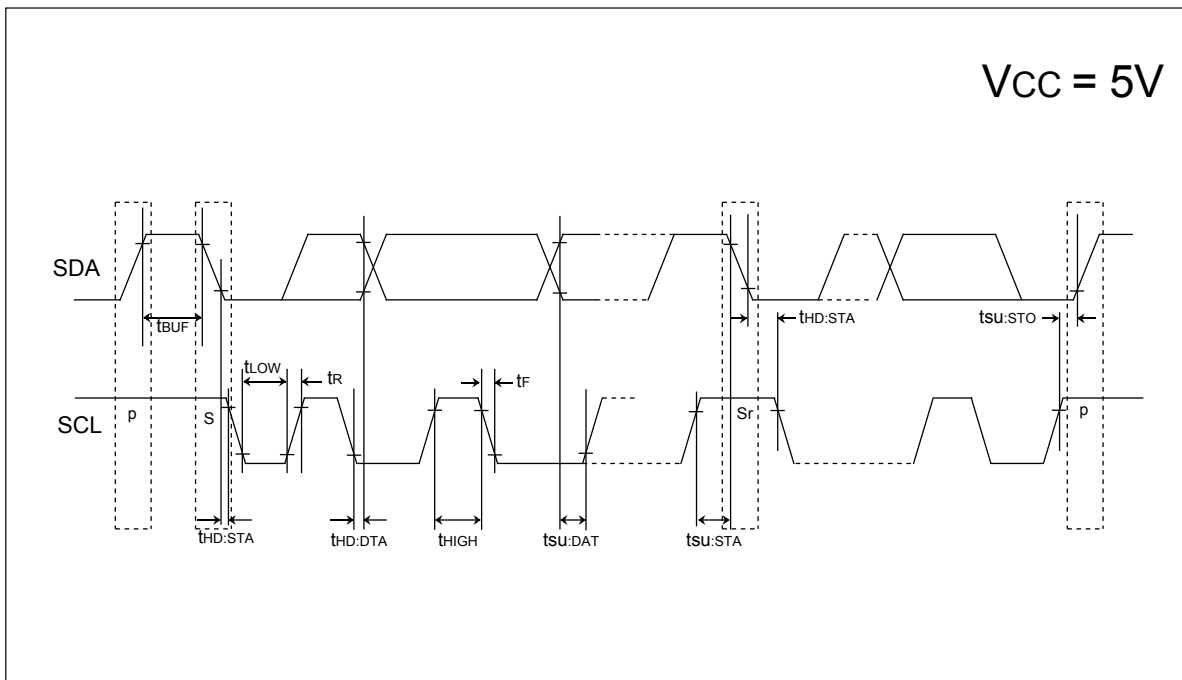 VCC = 5V
SDA
tBUF
tHD:STA
tsu:STO
tLOW
tR
tF
SCL
p
S
Sr
p
tHD:STA
tHD:DTA
tHIGH
tsu:DAT
tsu:STA